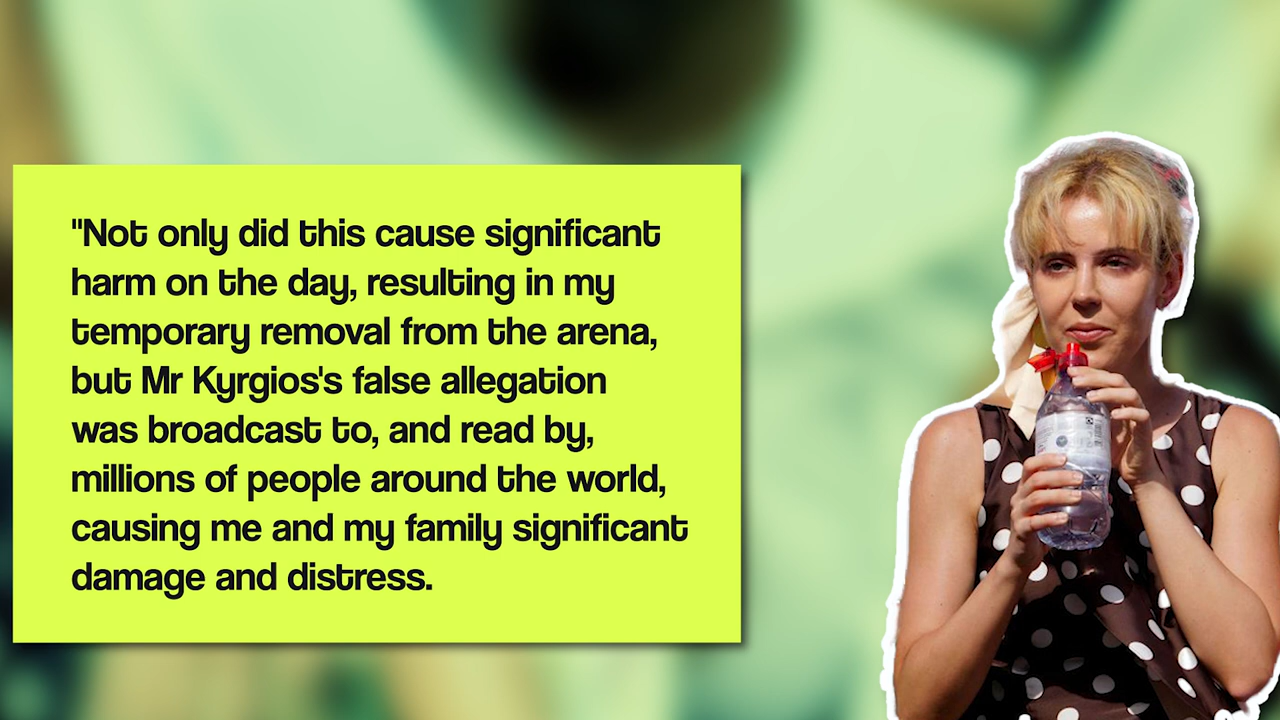 "Not only did this cause significant
harm on the day, resulting in my
temporary removal from the arena,
but Mr Kyrgios's false allegation
was broadcast to, and read by,
millions of people around the world,
causing me and my family significant
damage and distress.